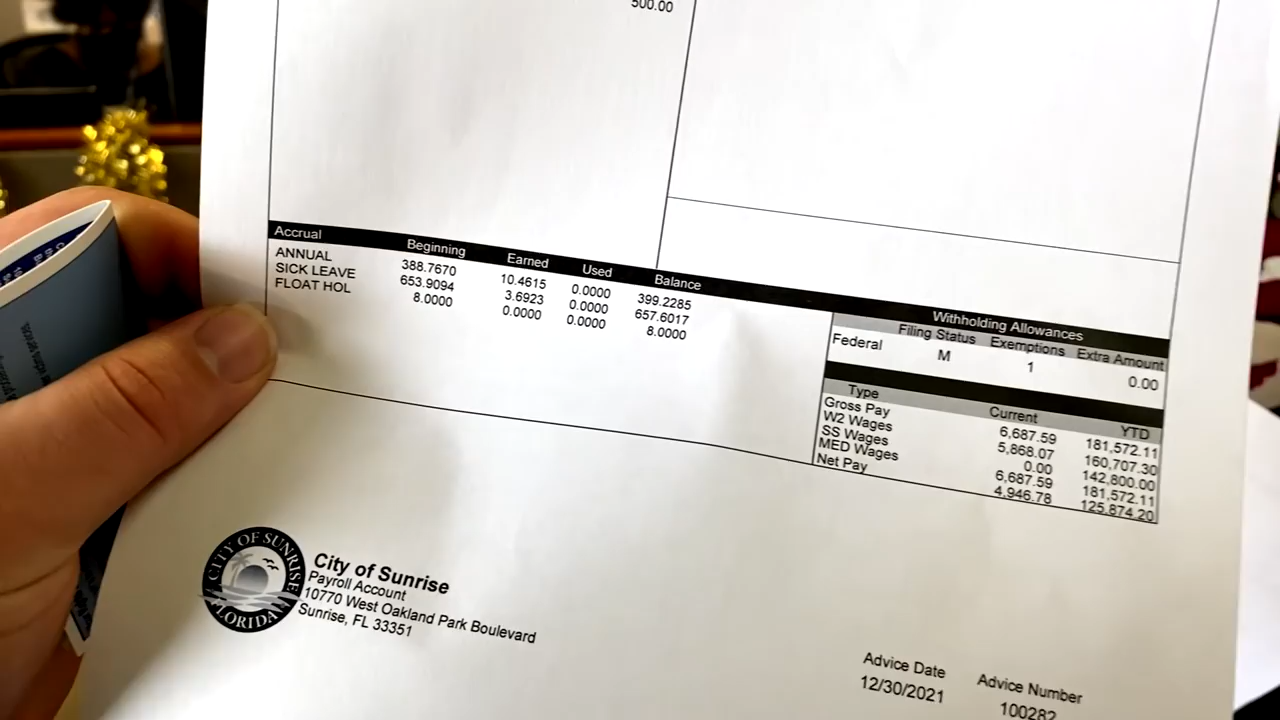 500.00
Accrual Beginning Earned Used Balance
ANNUAL 388.7670 10.4615 0.0000 399.2285
SICK LEAVE 653.9094 3.6923 0.0000 657.6017
FLOAT HOL 8.0000 0.0000 0.0000 8.0000
Withholding Allowances
Filing Status Exemptions Extra Amount
Federal M 1 0.00
Type Current YTD
Gross Pay 6,687.59 181,572.11
W2 Wages 5,868.07 160,707.30
SS Wages 0.00 142,800.00
MED Wages 6,687.59 181,572.11
Net Pay 4,946.78 125,874.20
CITY OF SUNRISE
FLORIDA
City of Sunrise
Payroll Account
10770 West Oakland Park Boulevard
Sunrise, FL 33351
Advice Date Advice Number
12/30/2021 100282